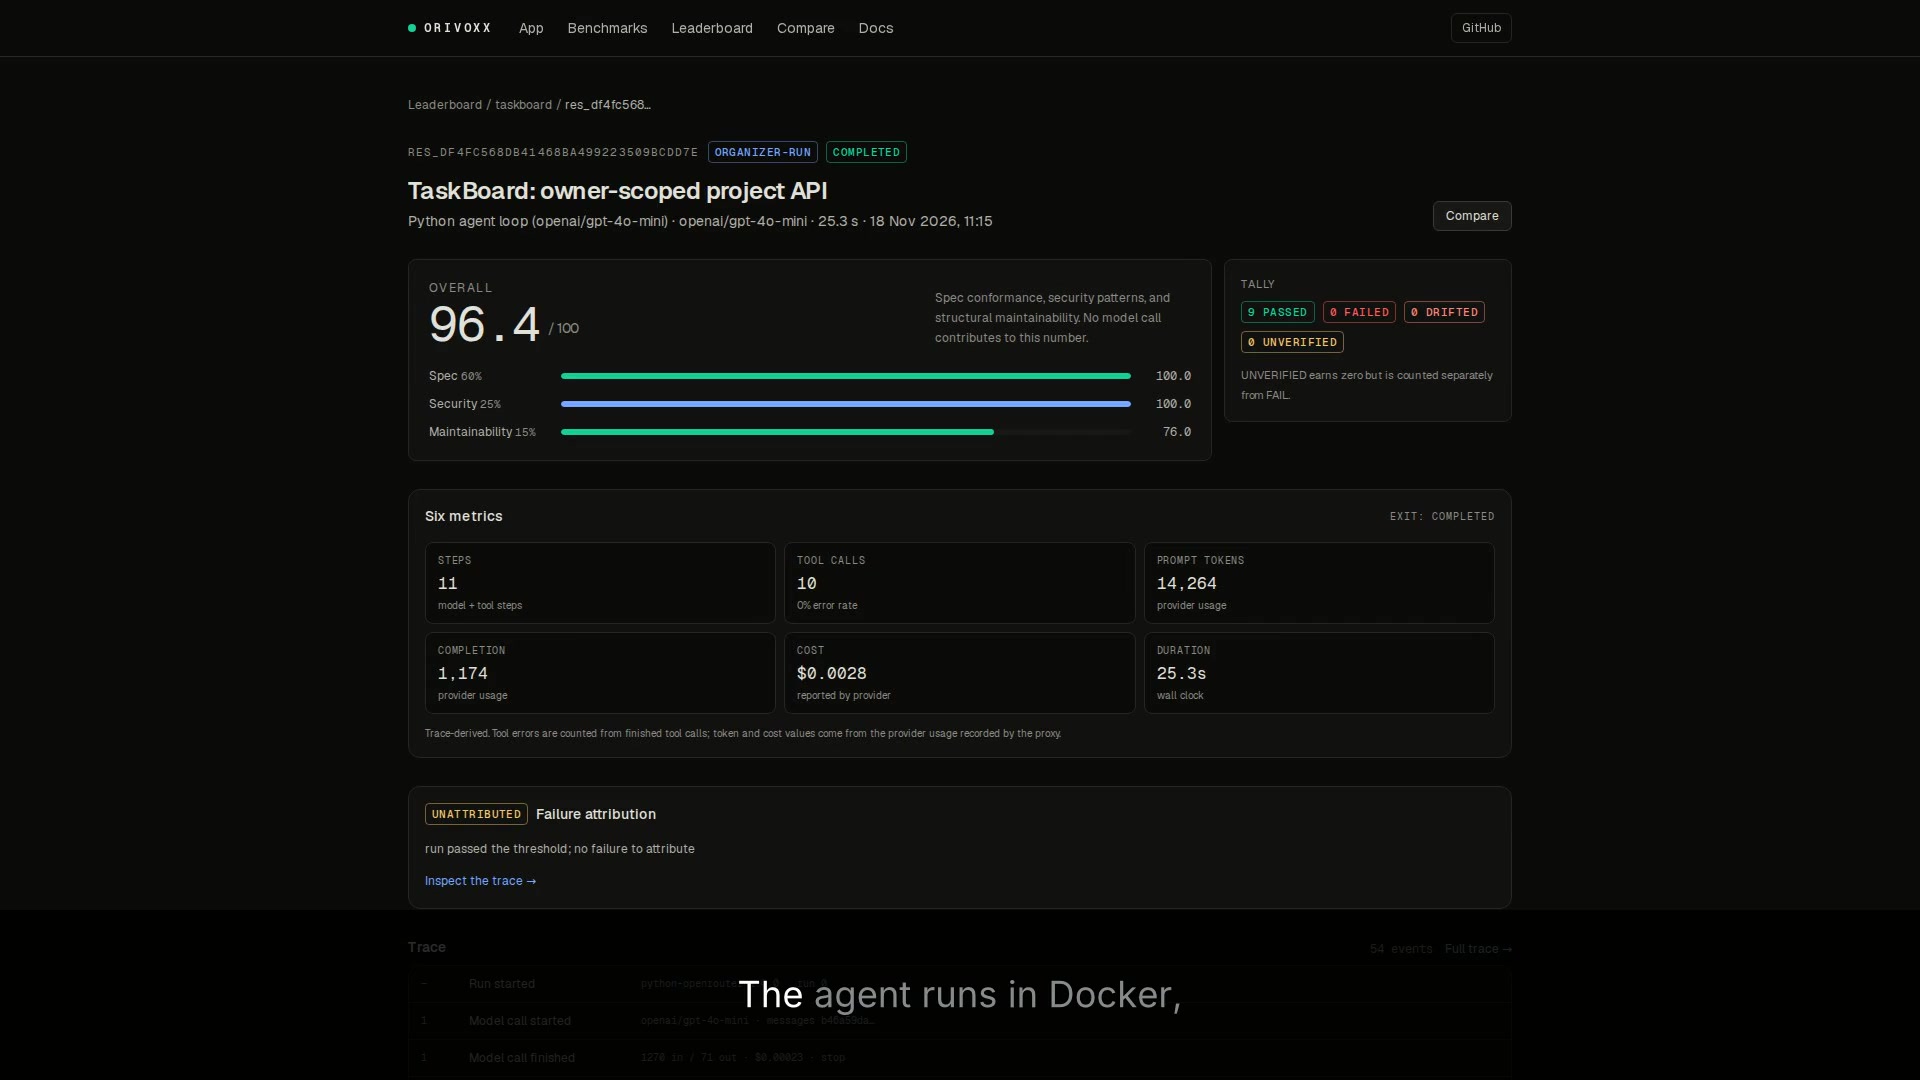 ORIVOXX App Benchmarks Leaderboard Compare Docs GitHub
Leaderboard / taskboard / res_df4fc568…
RES_DF4FC568DB41468BA499223509BCDD7E ORGANIZER-RUN COMPLETED
TaskBoard: owner-scoped project API
Python agent loop (openai/gpt-4o-mini) · openai/gpt-4o-mini · 25.3 s · 18 Nov 2026, 11:15
Compare
OVERALL
96.4 / 100
Spec conformance, security patterns, and
structural maintainability. No model call
contributes to this number.
Spec 60% 100.0
Security 25% 100.0
Maintainability 15% 76.0
TALLY
9 PASSED 0 FAILED 0 DRIFTED
0 UNVERIFIED
UNVERIFIED earns zero but is counted separately
from FAIL.
Six metrics EXIT: COMPLETED
STEPS
11
model + tool steps
TOOL CALLS
10
0% error rate
PROMPT TOKENS
14,264
provider usage
COMPLETION
1,174
provider usage
COST
$0.0028
reported by provider
DURATION
25.3s
wall clock
Trace-derived. Tool errors are counted from finished tool calls; token and cost values come from the provider usage recorded by the proxy.
UNATTRIBUTED Failure attribution
run passed the threshold; no failure to attribute
Inspect the trace →
Trace 54 events Full trace →
– Run started
The agent runs in Docker,
1 Model call started openai/gpt-4o-mini · messages
1 Model call finished 1270 in / 71 out · $0.00023 · stop